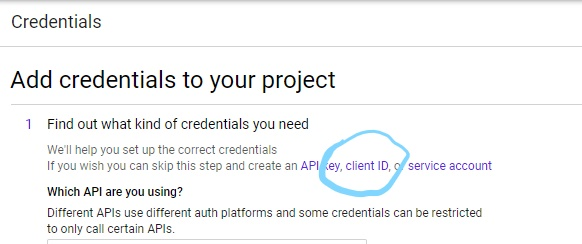 Credentials
Add credentials to your project
1 Find out what kind of credentials you need
We'll help you set up the correct credentials
If you wish you can skip this step and create an API key, client ID, or service account
Which API are you using?
Different APIs use different auth platforms and some credentials can be restricted
to only call certain APIs.